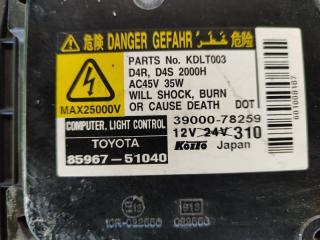 危険 DANGER GEFAHR خطر 危险
PARTS No. KDLT003
D4R, D4S 2000H
AC45V 35W
WILL SHOCK, BURN
OR CAUSE DEATH DOT
MAX25000V
COMPUTER, LIGHT CONTROL
39000-78259
12V 24V 310
TOYOTA
85967-51040
Koito Japan